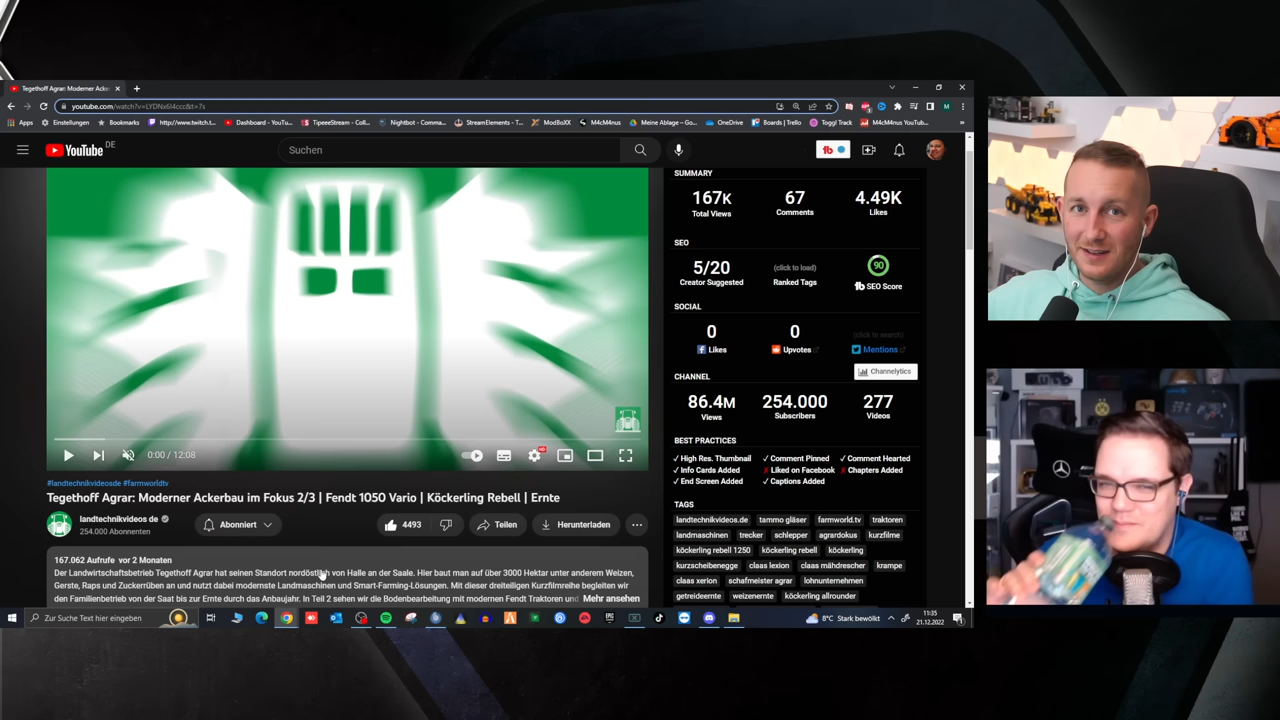 Tegethoff Agrar: Moderner Acke
youtube.com/watch?v=LYDNx6I4ccc&t=7s
Apps Einstellungen Bookmarks http://www.twitch.t... Dashboard - YouTu... TipeeeStream - Coll... Nightbot - Comma... StreamElements - T... ModBoXX M4cM4nus Meine Ablage – Goo... OneDrive Boards | Trello Toggl Track M4cM4nus YouTub...
YouTube DE
Suchen
tb
SUMMARY
167K 67 4.49K
Total Views Comments Likes
SEO
5/20 (click to load) 90
Creator Suggested Ranked Tags tb SEO Score
SOCIAL
0 0 (click to search)
Likes Upvotes Mentions
CHANNEL Channelytics
86.4M 254.000 277
Views Subscribers Videos
BEST PRACTICES
High Res. Thumbnail Comment Pinned Comment Hearted
Info Cards Added Liked on Facebook Chapters Added
End Screen Added Captions Added
TAGS
landtechnikvideos.de tammo gläser farmworld.tv traktoren
landmaschinen trecker schlepper agrardokus kurzfilme
köckerling rebell 1250 köckerling rebell köckerling
kurzscheibenegge claas lexion claas mähdrescher krampe
claas xerion schafmeister agrar lohnunternehmen
getreideernte weizenernte köckerling allrounder
0:00 / 12:08
HD
#landtechnikvideosde #farmworldtv
Tegethoff Agrar: Moderner Ackerbau im Fokus 2/3 | Fendt 1050 Vario | Köckerling Rebell | Ernte
landtechnikvideos de
254.000 Abonnenten
Abonniert 4493 Teilen Herunterladen
167.062 Aufrufe vor 2 Monaten
Der Landwirtschaftsbetrieb Tegethoff Agrar hat seinen Standort nordöstlich von Halle an der Saale. Hier baut man auf über 3000 Hektar unter anderem Weizen,
Gerste, Raps und Zuckerrüben an und nutzt dabei modernste Landmaschinen und Smart-Farming-Lösungen. Mit dieser dreiteiligen Kurzfilmreihe begleiten wir
den Familienbetrieb von der Saat bis zur Ernte durch das Anbaujahr. In Teil 2 sehen wir die Bodenbearbeitung mit modernen Fendt Traktoren und Mehr ansehen
Zur Suche Text hier eingeben
8°C Stark bewölkt
11:35
21.12.2022